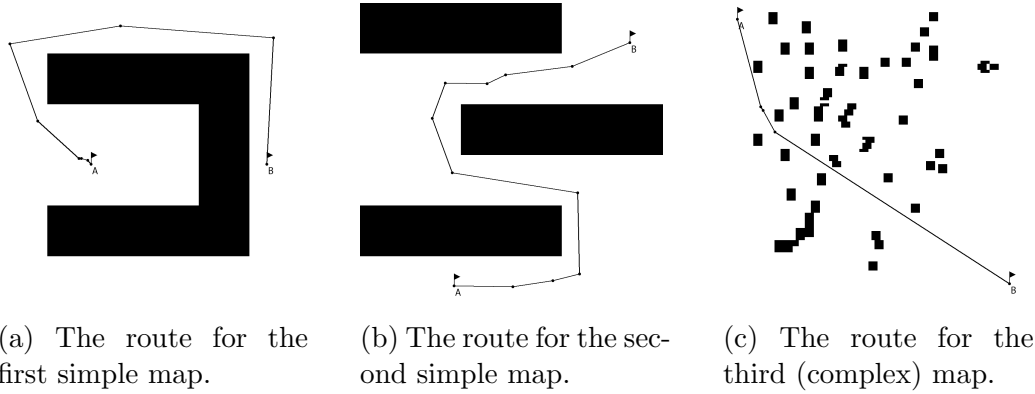 A
B
A
B
A
B
(a) The route for the
first simple map.
(b) The route for the sec-
ond simple map.
(c) The route for the
third (complex) map.